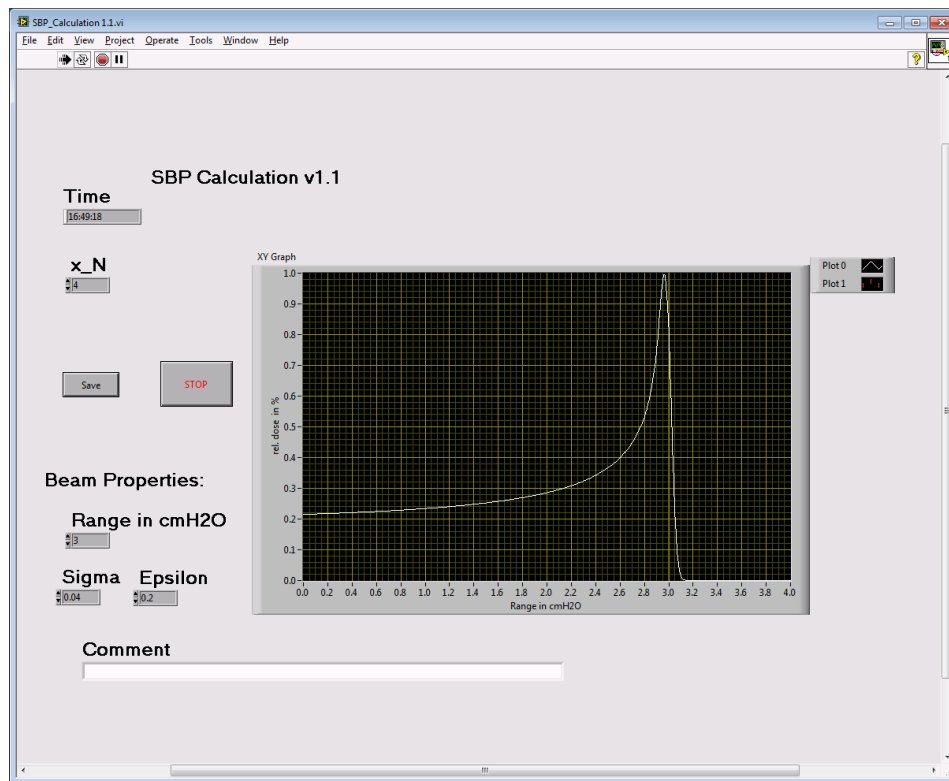 SBP_Calculation 1.1.vi
File Edit View Project Operate Tools Window Help
?
SBP Calculation v1.1
Time
16:49:18
x_N
4
XY Graph
Plot 0
Plot 1
1.0
0.9
0.8
0.7
0.6
0.5
0.4
0.3
0.2
0.1
0.0
rel. dose in %
0.0 0.2 0.4 0.6 0.8 1.0 1.2 1.4 1.6 1.8 2.0 2.2 2.4 2.6 2.8 3.0 3.2 3.4 3.6 3.8 4.0
Range in cmH2O
Save
STOP
Beam Properties:
Range in cmH2O
3
Sigma Epsilon
0.04 0.2
Comment